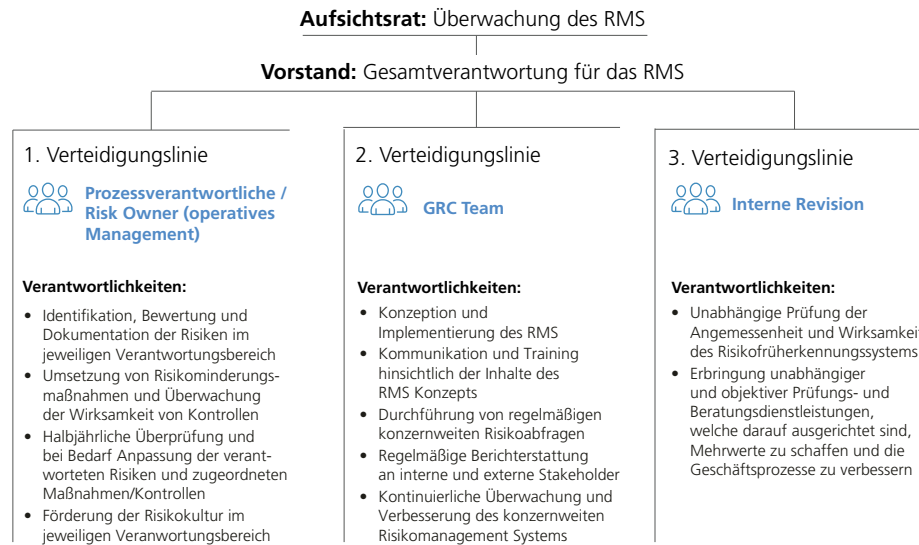 Aufsichtsrat: Überwachung des RMS
Vorstand: Gesamtverantwortung für das RMS
1. Verteidigungslinie
Prozessverantwortliche /
Risk Owner (operatives
Management)
Verantwortlichkeiten:
• Identifikation, Bewertung und
Dokumentation der Risiken im
jeweiligen Verantwortungsbereich
• Umsetzung von Risikominderungs-
maßnahmen und Überwachung
der Wirksamkeit von Kontrollen
• Halbjährliche Überprüfung und
bei Bedarf Anpassung der verant-
worteten Risiken und zugeordneten
Maßnahmen/Kontrollen
• Förderung der Risikokultur im
jeweiligen Veranwortungsbereich
2. Verteidigungslinie
GRC Team
Verantwortlichkeiten:
• Konzeption und
Implementierung des RMS
• Kommunikation und Training
hinsichtlich der Inhalte des
RMS Konzepts
• Durchführung von regelmäßigen
konzernweiten Risikoabfragen
• Regelmäßige Berichterstattung
an interne und externe Stakeholder
• Kontinuierliche Überwachung und
Verbesserung des konzernweiten
Risikomanagement Systems
3. Verteidigungslinie
Interne Revision
Verantwortlichkeiten:
• Unabhängige Prüfung der
Angemessenheit und Wirksamkeit
des Risikofrüherkennungssystems
• Erbringung unabhängiger
und objektiver Prüfungs- und
Beratungsdienstleistungen,
welche darauf ausgerichtet sind,
Mehrwerte zu schaffen und die
Geschäftsprozesse zu verbessern